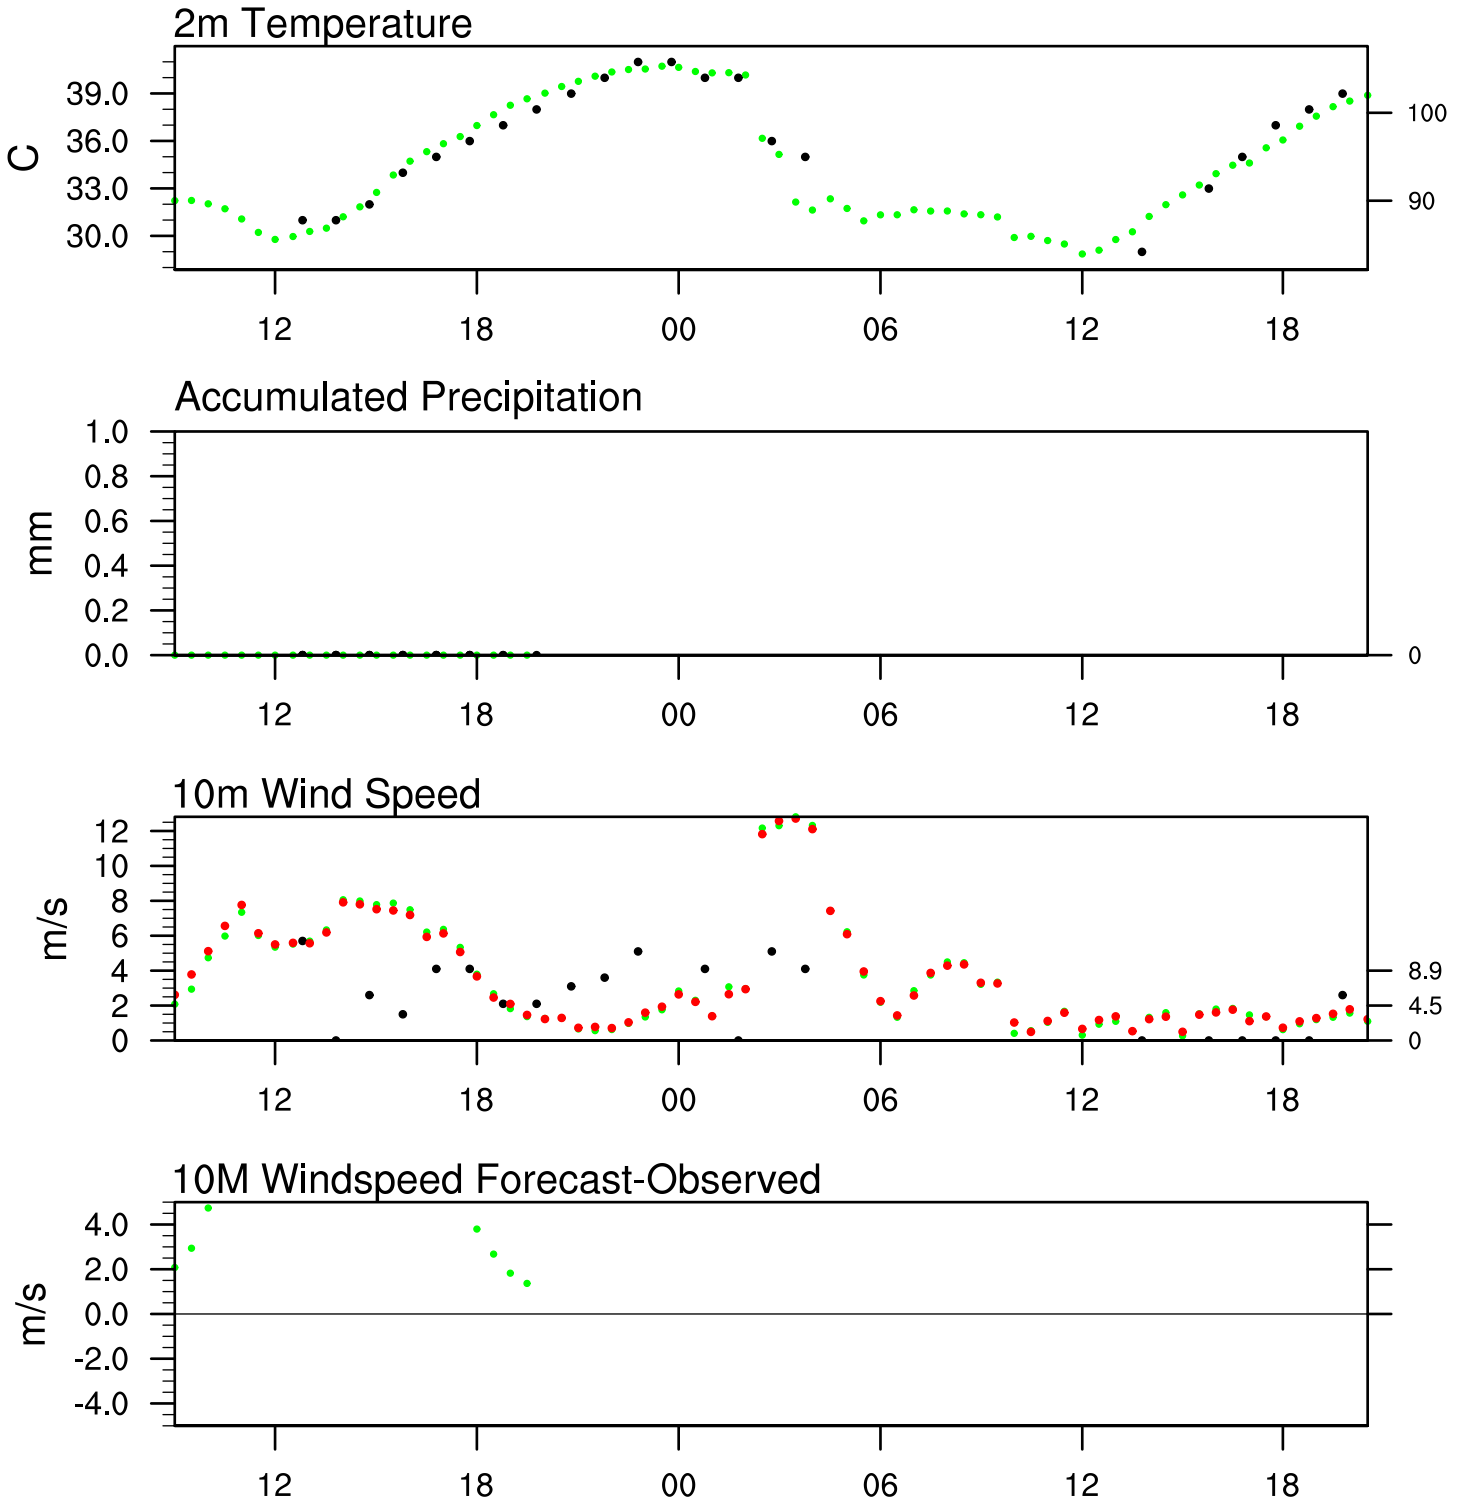 2m Temperature
C
39.0
36.0
33.0
30.0
100
90
12 18 00 06 12 18
Accumulated Precipitation
mm
1.0
0.8
0.6
0.4
0.2
0.0
0
12 18 00 06 12 18
10m Wind Speed
m/s
12
10
8
6
4
2
0
8.9
4.5
0
12 18 00 06 12 18
10M Windspeed Forecast-Observed
m/s
4.0
2.0
0.0
-2.0
-4.0
12 18 00 06 12 18